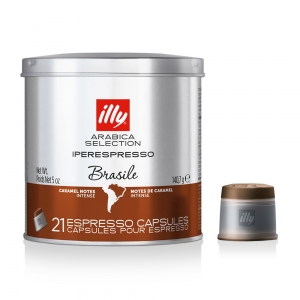 illy
ARABICA
SELECTION
IPERESPRESSO
Brasile
Net Wt.
Poids Net 5 oz
140,7 g
CARAMEL NOTES
INTENSE
NOTES DE CARAMEL
INTENSE
21 ESPRESSO CAPSULES
CAPSULES POUR ESPRESSO
illy